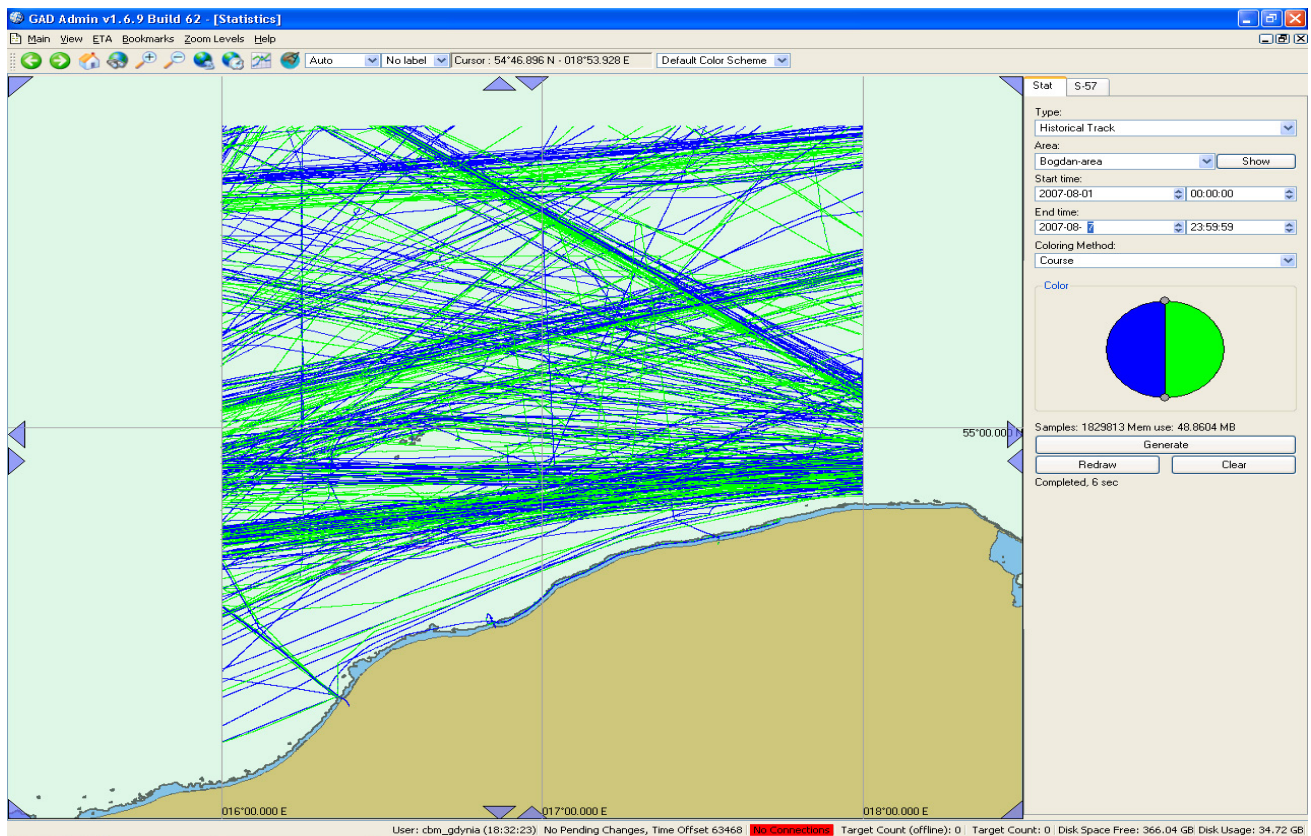 GAD Admin v1.6.9 Build 62 - [Statistics]
Main View ETA Bookmarks Zoom Levels Help
Auto No label Cursor : 54°46.896 N - 018°53.928 E Default Color Scheme
Stat S-57
Type:
Historical Track
Area:
Bogdan-area Show
Start time:
2007-08-01 00:00:00
End time:
2007-08- 7 23:59:59
Coloring Method:
Course
Color
Samples: 1829813 Mem use: 48.8604 MB
Generate
Redraw Clear
Completed, 6 sec
55°00.000 N
016°00.000 E 017°00.000 E 018°00.000 E
User: cbm_gdynia (18:32:23) No Pending Changes, Time Offset 63468 No Connections Target Count (offline): 0 Target Count: 0 Disk Space Free: 366.04 GB Disk Usage: 34.72 GB